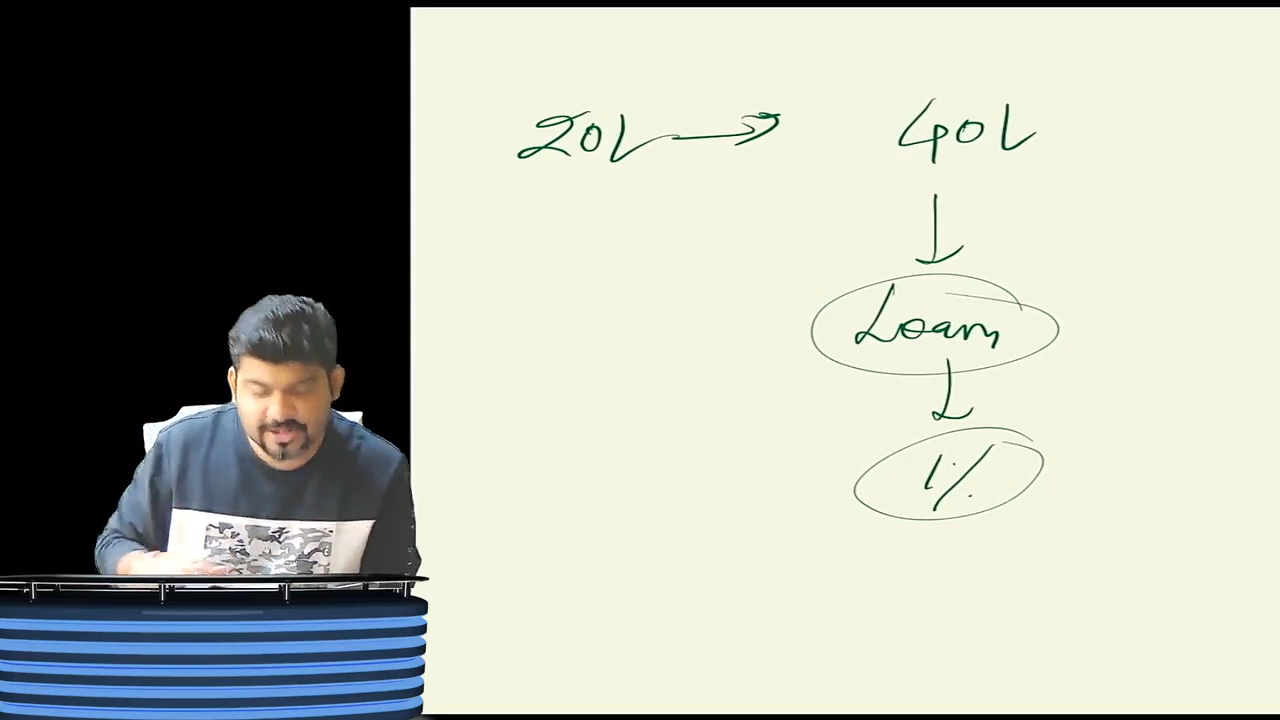 20L → 40L
↓
Loan
↓
1%